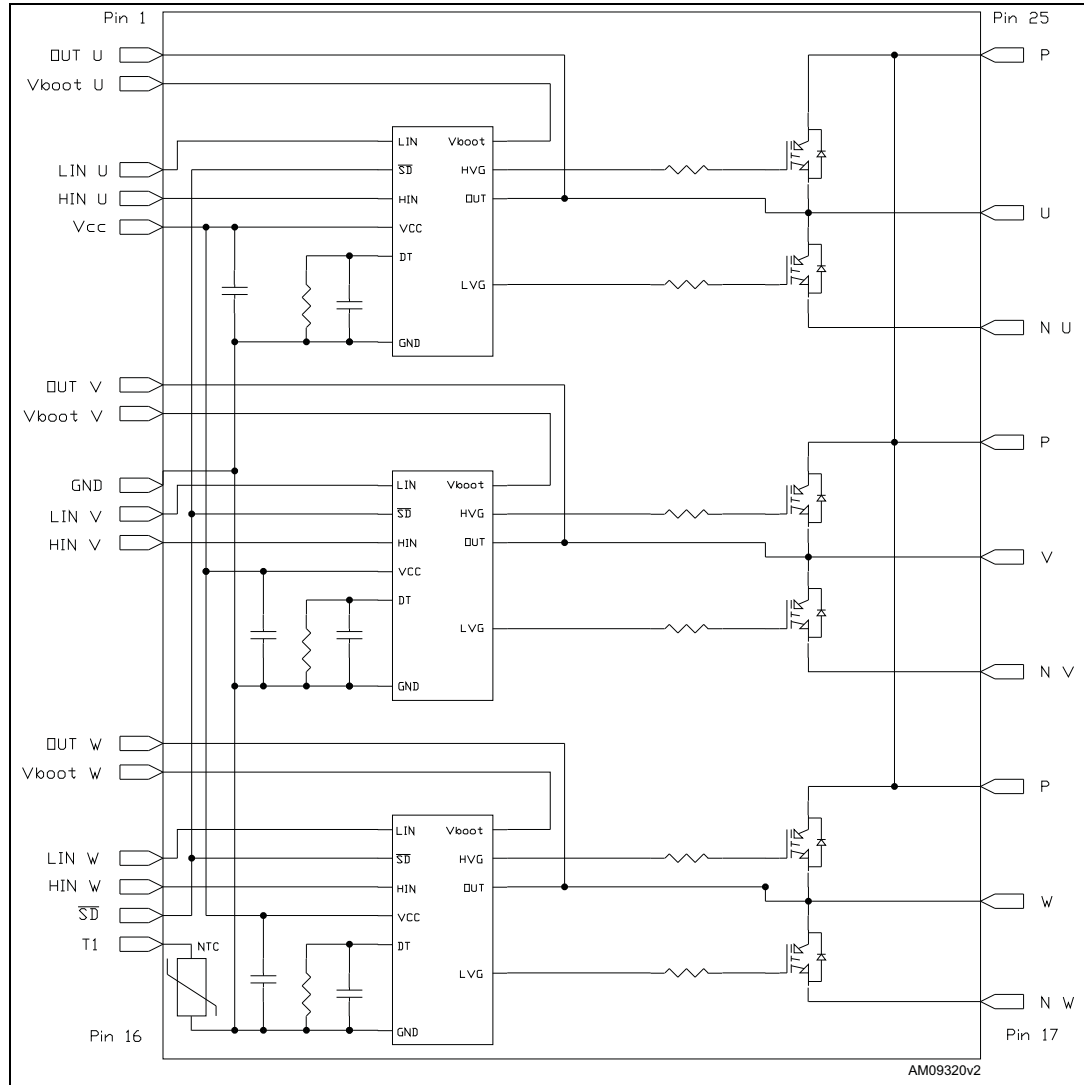 Pin 1
Pin 25
OUT U
P
Vboot U
LIN
Vboot
LIN U
SD
HVG
HIN U
HIN
OUT
U
Vcc
VCC
DT
LVG
N U
GND
OUT V
Vboot V
P
GND
LIN
Vboot
LIN V
SD
HVG
HIN V
HIN
OUT
V
VCC
DT
LVG
N V
GND
OUT W
Vboot W
P
LIN
Vboot
LIN W
SD
HVG
HIN W
HIN
OUT
W
SD
VCC
T1
NTC
DT
LVG
N W
GND
Pin 16
Pin 17
AM09320v2